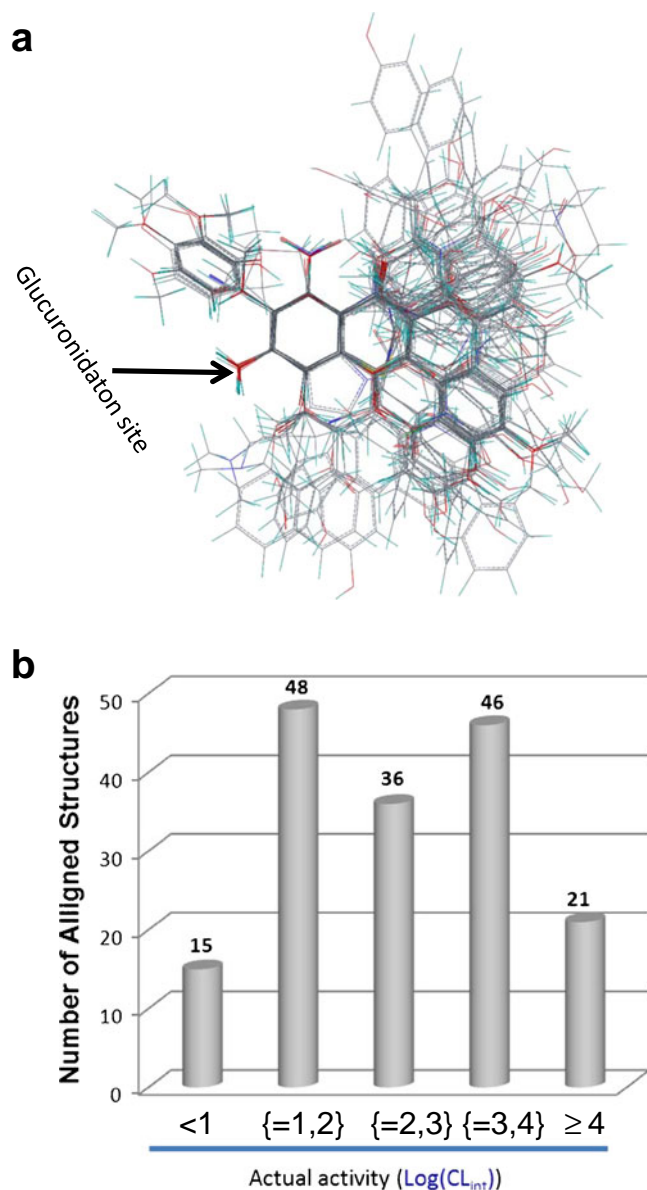 a
Glucuronidaton site
b
Number of Alligned Structures
50
40
30
20
10
0
15
48
36
46
21
<1 {=1,2} {=2,3} {=3,4} ≥ 4
Actual activity (Log(CLint))